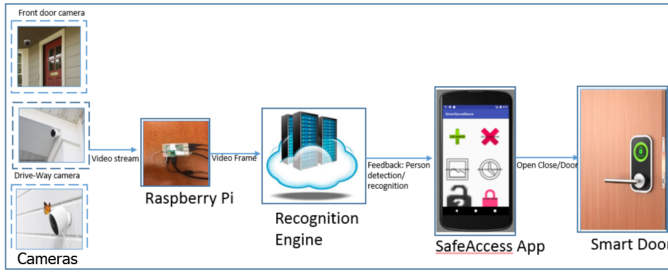 Front door camera
Drive-Way camera
Cameras
Video stream
Raspberry Pi
Video Frame
Recognition
Engine
Feedback: Person
detection/
recognition
SafeAccess App
Open Close/Door
Smart Door